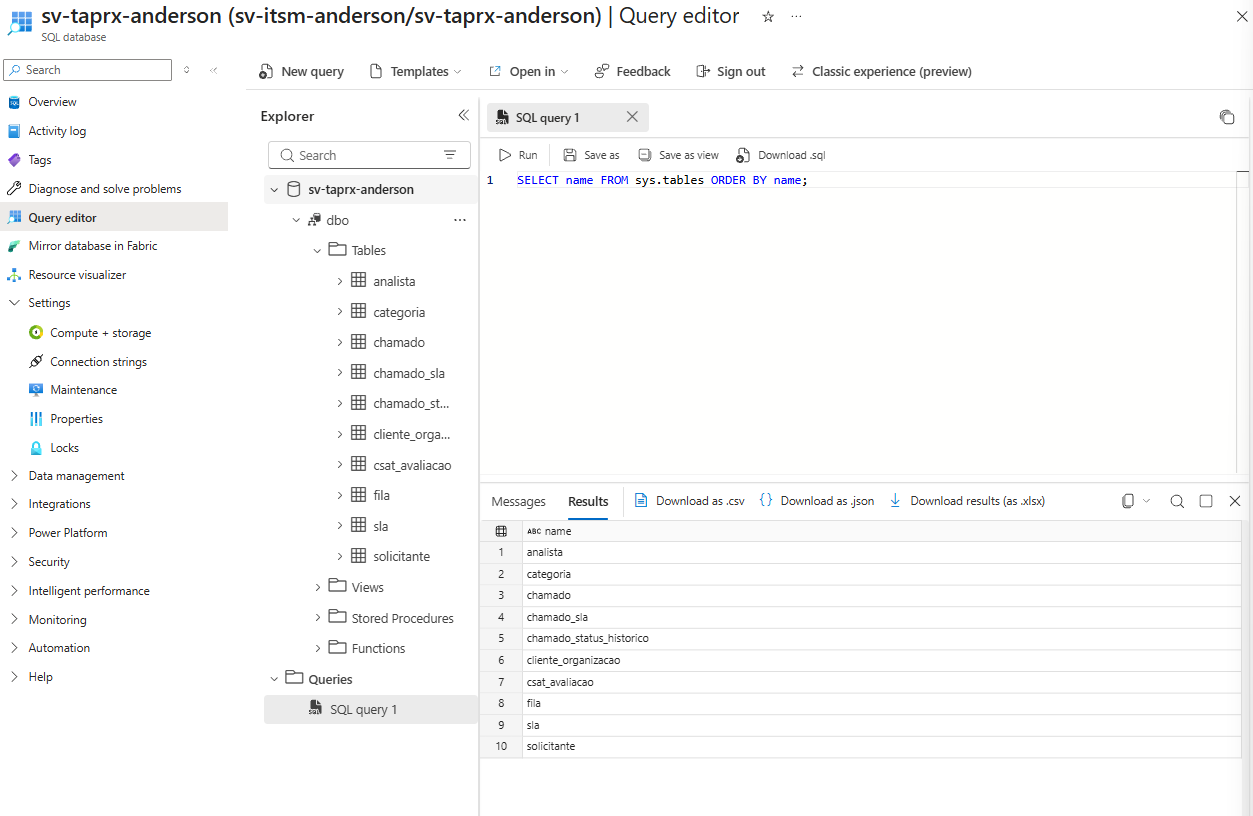 sv-taprx-anderson (sv-itsm-anderson/sv-taprx-anderson) | Query editor
SQL database
Search
Overview
Activity log
Tags
Diagnose and solve problems
Query editor
Mirror database in Fabric
Resource visualizer
Settings
Compute + storage
Connection strings
Maintenance
Properties
Locks
Data management
Integrations
Power Platform
Security
Intelligent performance
Monitoring
Automation
Help
New query
Templates
Open in
Feedback
Sign out
Classic experience (preview)
Explorer
Search
sv-taprx-anderson
dbo
Tables
analista
categoria
chamado
chamado_sla
chamado_st...
cliente_orga...
csat_avaliacao
fila
sla
solicitante
Views
Stored Procedures
Functions
Queries
SQL query 1
SQL query 1
Run
Save as
Save as view
Download .sql
1 SELECT name FROM sys.tables ORDER BY name;
Messages
Results
Download as .csv
Download as .json
Download results (as .xlsx)
ABC name
1 analista
2 categoria
3 chamado
4 chamado_sla
5 chamado_status_historico
6 cliente_organizacao
7 csat_avaliacao
8 fila
9 sla
10 solicitante